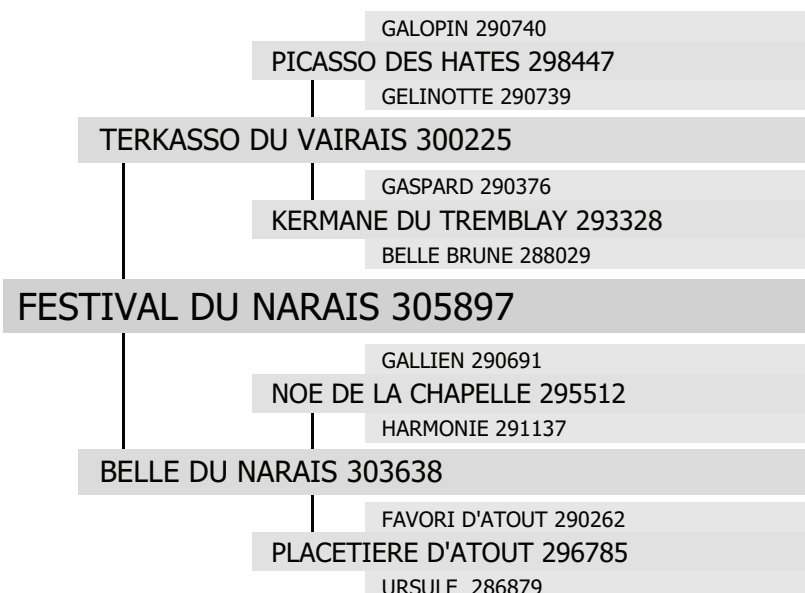 GALOPIN 290740
PICASSO DES HATES 298447
GELINOTTE 290739
TERKASSO DU VAIRAIS 300225
GASPARD 290376
KERMANE DU TREMBLAY 293328
BELLE BRUNE 288029
FESTIVAL DU NARAIS 305897
GALLIEN 290691
NOE DE LA CHAPELLE 295512
HARMONIE 291137
BELLE DU NARAIS 303638
FAVORI D'ATOUT 290262
PLACETIERE D'ATOUT 296785
URSULE 286879